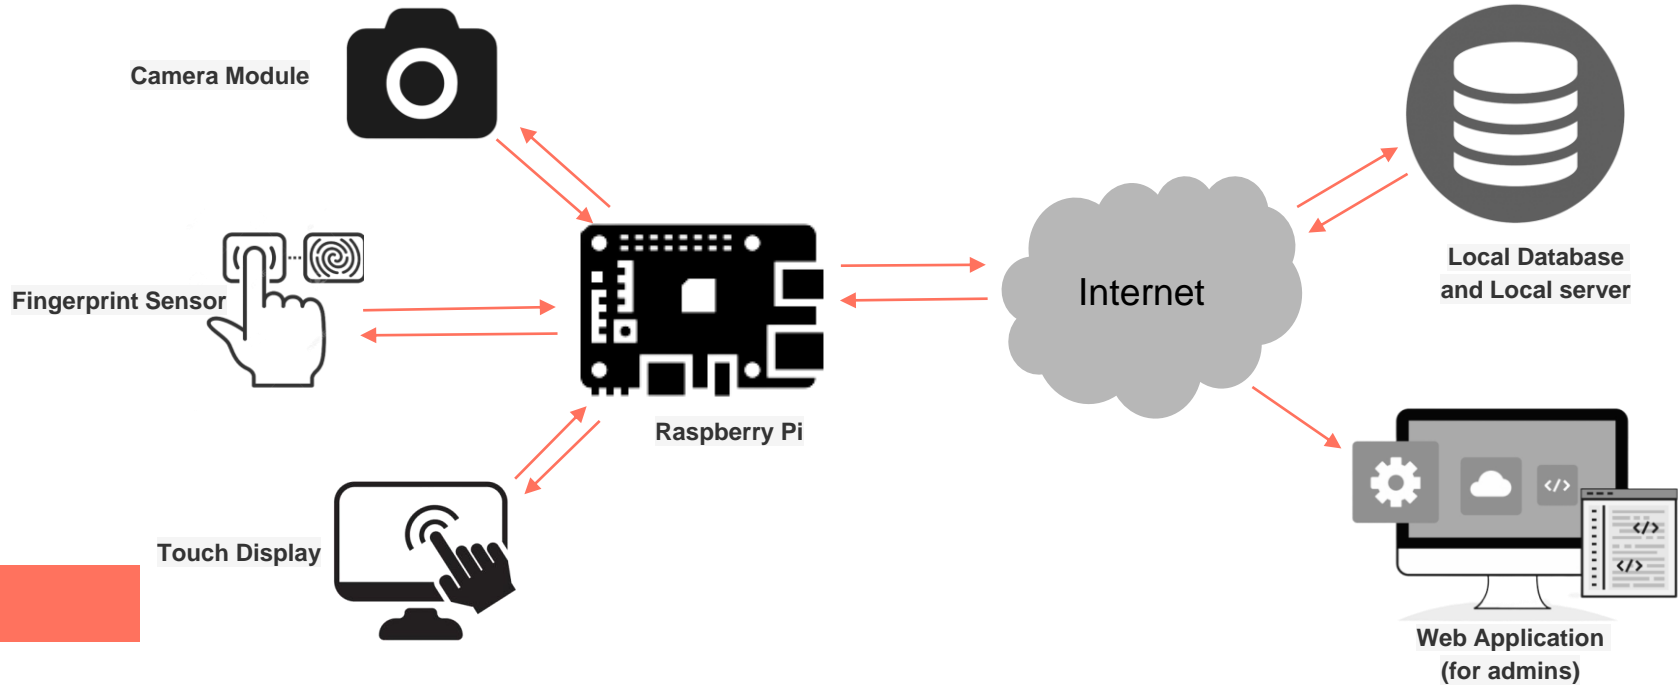 Camera Module
Fingerprint Sensor
Touch Display
Raspberry Pi
Internet
Local Database
and Local server
</>
</>
</>
Web Application
(for admins)